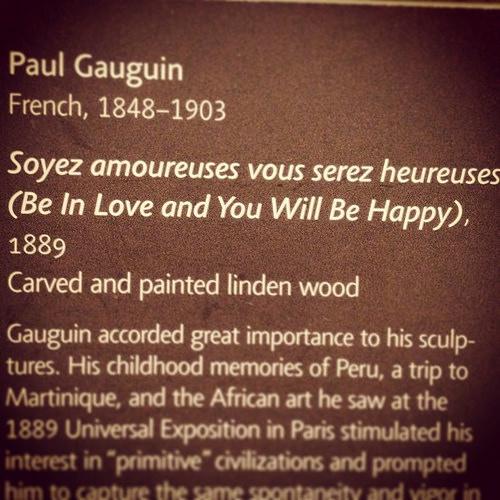 Paul Gauguin
French, 1848–1903
Soyez amoureuses vous serez heureuses
(Be In Love and You Will Be Happy),
1889
Carved and painted linden wood
Gauguin accorded great importance to his sculp-
tures. His childhood memories of Peru, a trip to
Martinique, and the African art he saw at the
1889 Universal Exposition in Paris stimulated his
interest in "primitive" civilizations and prompted
him to capture the same spontaneity and vigor in